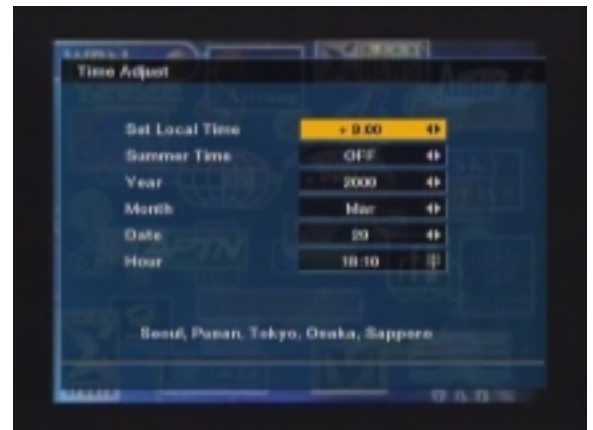 Time Adjust
Set Local Time + 9.00
Summer Time OFF
Year 2000
Month Mar
Date 29
Hour 18:10
Seoul, Pusan, Tokyo, Osaka, Sapporo